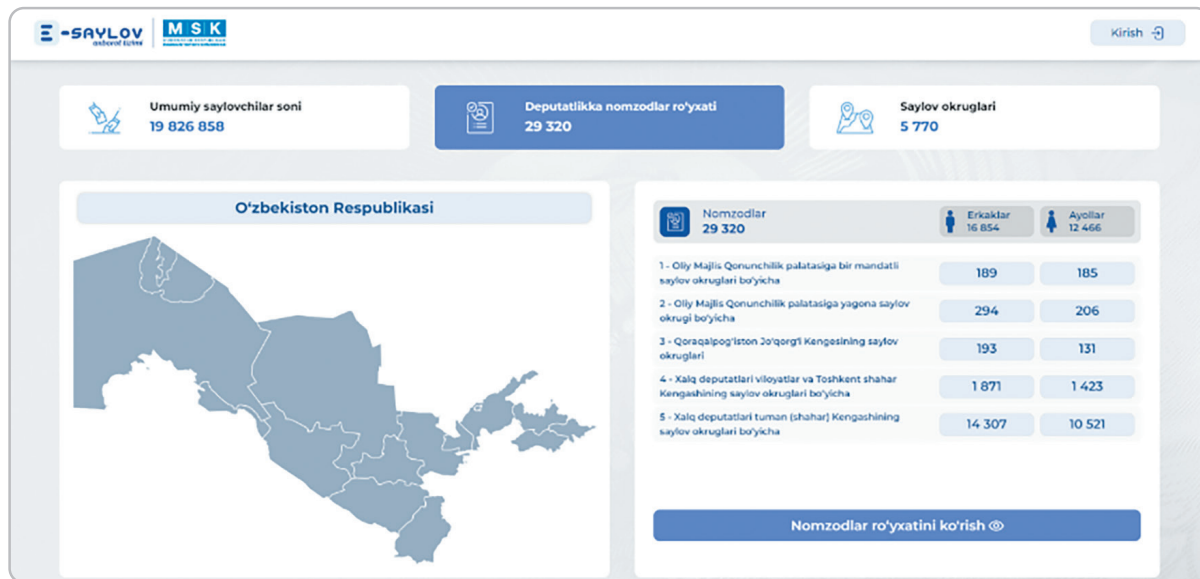 E-SAYLOV
axborot tizimi
MSK
Kirish
Umumiy saylovchilar soni
19 826 858
Deputatlikka nomzodlar ro'yxati
29 320
Saylov okruglari
5 770
O'zbekiston Respublikasi
Nomzodlar
29 320
Erkaklar
16 854
Ayollar
12 466
1 - Oliy Majlis Qonunchilik palatasiga bir mandatli
saylov okruglari bo'yicha
189
185
2 - Oliy Majlis Qonunchilik palatasiga yagona saylov
okrugi bo'yicha
294
206
3 - Qoraqalpog'iston Jo'qorg'i Kengesining saylov
okruglari
193
131
4 - Xalq deputatlari viloyatlar va Toshkent shahar
Kengashining saylov okruglari bo'yicha
1 871
1 423
5 - Xalq deputatlari tuman (shahar) Kengashining
saylov okruglari bo'yicha
14 307
10 521
Nomzodlar ro'yxatini ko'rish